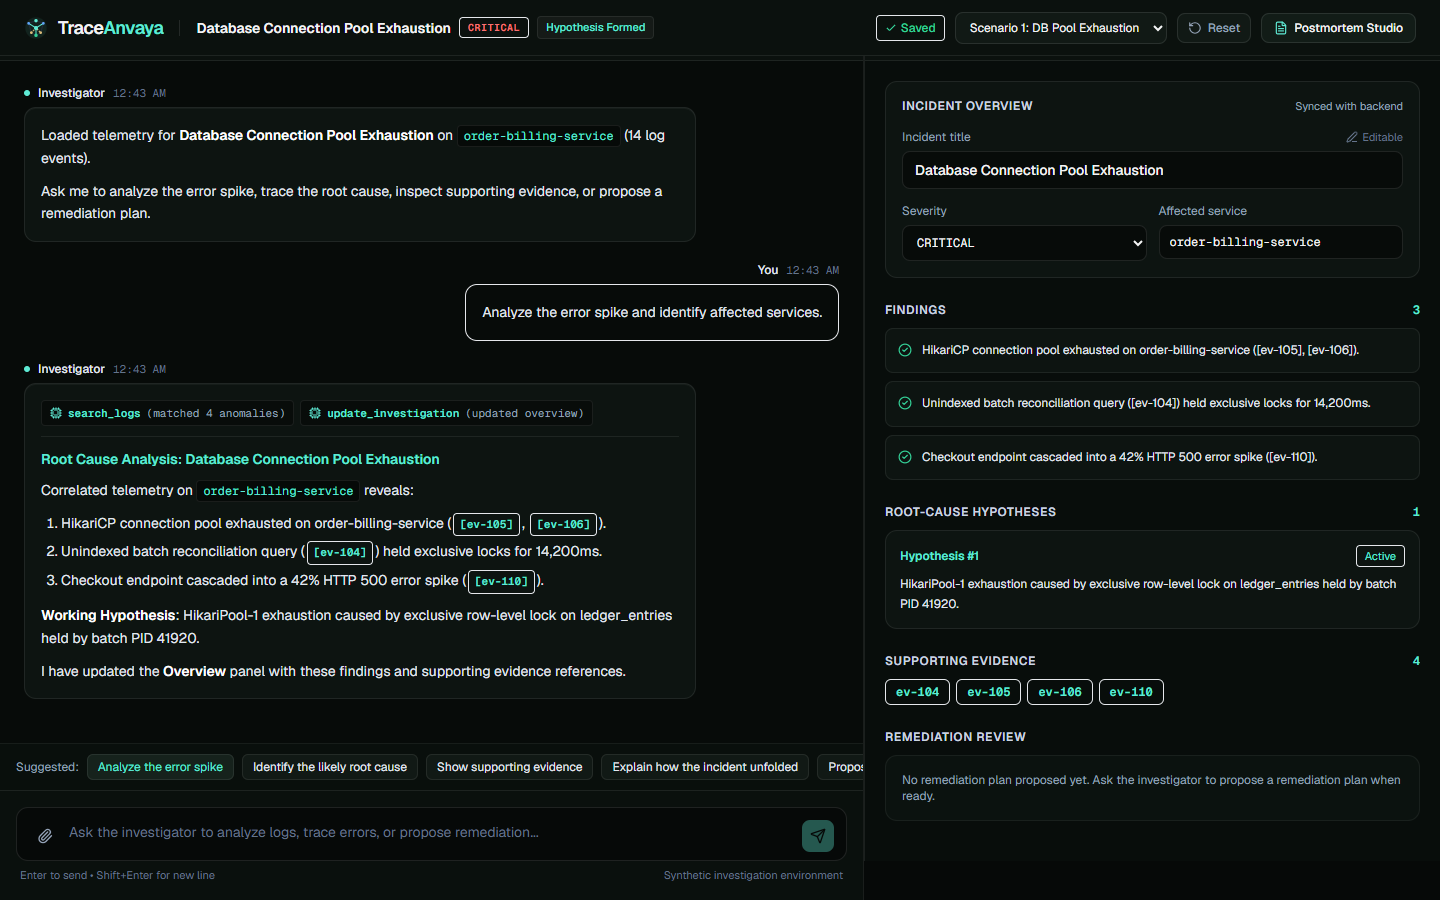 TraceAnvaya
Database Connection Pool Exhaustion
CRITICAL
Hypothesis Formed
Saved
Scenario 1: DB Pool Exhaustion
Reset
Postmortem Studio
Investigator 12:43 AM
Loaded telemetry for Database Connection Pool Exhaustion on order-billing-service (14 log
events).
Ask me to analyze the error spike, trace the root cause, inspect supporting evidence, or propose a
remediation plan.
You 12:43 AM
Analyze the error spike and identify affected services.
Investigator 12:43 AM
search_logs (matched 4 anomalies)
update_investigation (updated overview)
Root Cause Analysis: Database Connection Pool Exhaustion
Correlated telemetry on order-billing-service reveals:
1. HikariCP connection pool exhausted on order-billing-service ([ev-105], [ev-106]).
2. Unindexed batch reconciliation query ([ev-104]) held exclusive locks for 14,200ms.
3. Checkout endpoint cascaded into a 42% HTTP 500 error spike ([ev-110]).
Working Hypothesis: HikariPool-1 exhaustion caused by exclusive row-level lock on ledger_entries
held by batch PID 41920.
I have updated the Overview panel with these findings and supporting evidence references.
Suggested:
Analyze the error spike
Identify the likely root cause
Show supporting evidence
Explain how the incident unfolded
Propos
Ask the investigator to analyze logs, trace errors, or propose remediation...
Enter to send • Shift+Enter for new line
Synthetic investigation environment
INCIDENT OVERVIEW
Synced with backend
Incident title
Editable
Database Connection Pool Exhaustion
Severity
Affected service
CRITICAL
order-billing-service
FINDINGS
3
HikariCP connection pool exhausted on order-billing-service ([ev-105], [ev-106]).
Unindexed batch reconciliation query ([ev-104]) held exclusive locks for 14,200ms.
Checkout endpoint cascaded into a 42% HTTP 500 error spike ([ev-110]).
ROOT-CAUSE HYPOTHESES
1
Hypothesis #1
Active
HikariPool-1 exhaustion caused by exclusive row-level lock on ledger_entries held by batch
PID 41920.
SUPPORTING EVIDENCE
4
ev-104
ev-105
ev-106
ev-110
REMEDIATION REVIEW
No remediation plan proposed yet. Ask the investigator to propose a remediation plan when
ready.